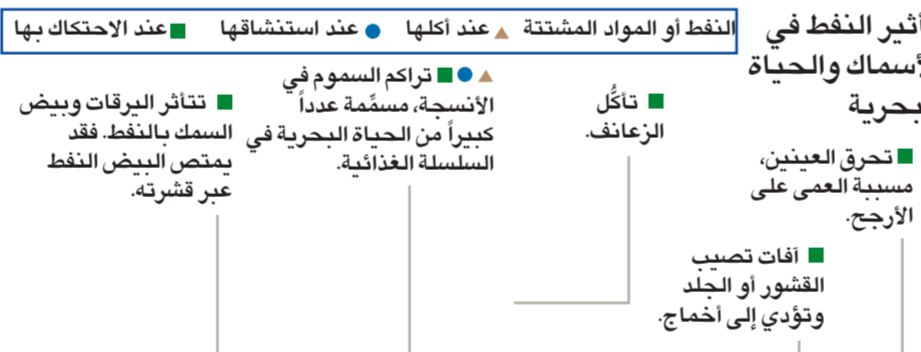 أثير النفط في
أسماك والحياة
بحرية
النفط أو المواد المشتتة ▲ عند أكلها ● عند استنشاقها ■ عند الاحتكاك بها
■ تحرق العينين،
مسببة العمى على
الأرجح.
■ آفات تصيب
القشور أو الجلد
وتؤدي إلى أخماج.
■ تأكُّل
الزعانف.
▲ ● ■ تراكم السموم في
الأنسجة، مسمِّمة عدداً
كبيراً من الحياة البحرية في
السلسلة الغذائية.
■ تتأثر اليرقات وبيض
السمك بالنفط. فقد
يمتص البيض النفط
عبر قشرته.